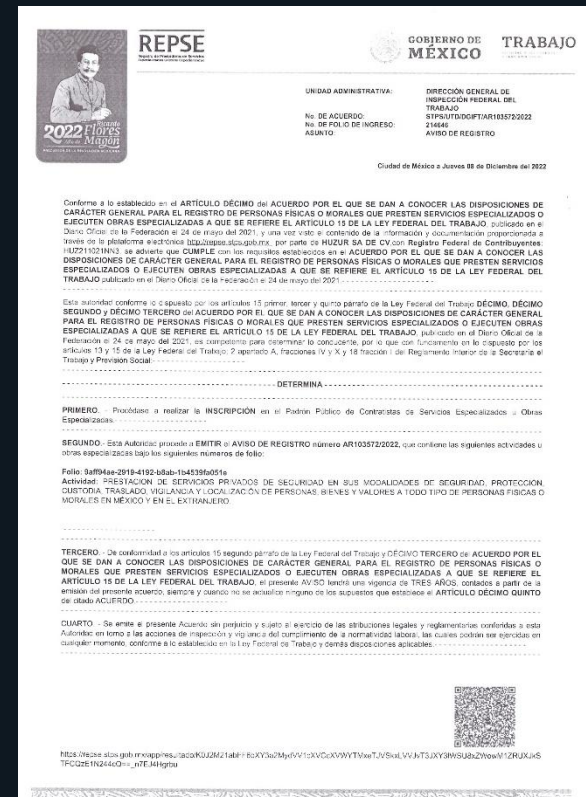 REPSE
GOBIERNO DE
MÉXICO
TRABAJO
2022 Ricardo
Flores
Año de Magón
UNIDAD ADMINISTRATIVA: DIRECCIÓN GENERAL DE
INSPECCIÓN FEDERAL DEL
TRABAJO
No. DE ACUERDO: STPS/UTD/DGIFT/AR103572/2022
No. DE FOLIO DE INGRESO: 214646
ASUNTO: AVISO DE REGISTRO
Ciudad de México a Jueves 08 de Diciembre del 2022
Conforme a lo establecido en el ARTÍCULO DÉCIMO del ACUERDO POR EL QUE SE DAN A CONOCER LAS DISPOSICIONES DE
CARÁCTER GENERAL PARA EL REGISTRO DE PERSONAS FÍSICAS O MORALES QUE PRESTEN SERVICIOS ESPECIALIZADOS O
EJECUTEN OBRAS ESPECIALIZADAS A QUE SE REFIERE EL ARTÍCULO 15 DE LA LEY FEDERAL DEL TRABAJO, publicado en el
Diario Oficial de la Federación el 24 de mayo del 2021, y una vez visto el contenido de la información y documentación proporcionada a
través de la plataforma electrónica http://repse.stps.gob.mx, por parte de HUZUR SA DE CV,con Registro Federal de Contribuyentes:
HUZ211021NN3, se advierte que CUMPLE con los requisitos establecidos en el ACUERDO POR EL QUE SE DAN A CONOCER LAS
DISPOSICIONES DE CARÁCTER GENERAL PARA EL REGISTRO DE PERSONAS FÍSICAS O MORALES QUE PRESTEN SERVICIOS
ESPECIALIZADOS O EJECUTEN OBRAS ESPECIALIZADAS A QUE SE REFIERE EL ARTÍCULO 15 DE LA LEY FEDERAL DEL
TRABAJO publicado en el Diario Oficial de la Federación el 24 de mayo del 2021.
Esta autoridad conforme lo dispuesto por los artículos 15 primer, tercer y quinto párrafo de la Ley Federal del Trabajo DÉCIMO, DÉCIMO
SEGUNDO y DÉCIMO TERCERO del ACUERDO POR EL QUE SE DAN A CONOCER LAS DISPOSICIONES DE CARÁCTER GENERAL
PARA EL REGISTRO DE PERSONAS FÍSICAS O MORALES QUE PRESTEN SERVICIOS ESPECIALIZADOS O EJECUTEN OBRAS
ESPECIALIZADAS A QUE SE REFIERE EL ARTÍCULO 15 DE LA LEY FEDERAL DEL TRABAJO, publicado en el Diario Oficial de la
Federación el 24 de mayo del 2021, es competente para determinar lo conducente, por lo que con fundamento en lo dispuesto por los
artículos 13 y 15 de la Ley Federal de Trabajo; 2 apartado A, fracciones IV y X y 18 fracción I del Reglamento Interior de la Secretaría el
Trabajo y Previsión Social:
DETERMINA
PRIMERO. - Procédase a realizar la INSCRIPCIÓN en el Padrón Público de Contratistas de Servicios Especializados u Obras
Especializadas.
SEGUNDO.- Esta Autoridad procede a EMITIR el AVISO DE REGISTRO número AR103572/2022, que contiene las siguientes actividades u
obras especializadas bajo los siguientes números de folio:
Folio: 9aff94ae-2919-4192-b8ab-1b4539fa051e
Actividad: PRESTACION DE SERVICIOS PRIVADOS DE SEGURIDAD EN SUS MODALIDADES DE SEGURIDAD, PROTECCIÓN,
CUSTODIA, TRASLADO, VIGILANCIA Y LOCALIZACIÓN DE PERSONAS, BIENES Y VALORES A TODO TIPO DE PERSONAS FISICAS O
MORALES EN MÉXICO Y EN EL EXTRANJERO.
TERCERO. - De conformidad a los artículos 15 segundo párrafo de la Ley Federal del Trabajo y DÉCIMO TERCERO del ACUERDO POR EL
QUE SE DAN A CONOCER LAS DISPOSICIONES DE CARÁCTER GENERAL PARA EL REGISTRO DE PERSONAS FÍSICAS O
MORALES QUE PRESTEN SERVICIOS ESPECIALIZADOS O EJECUTEN OBRAS ESPECIALIZADAS A QUE SE REFIERE EL
ARTÍCULO 15 DE LA LEY FEDERAL DEL TRABAJO, el presente AVISO tendrá una vigencia de TRES AÑOS, contados a partir de la
emisión del presente acuerdo, siempre y cuando no se actualice ninguno de los supuestos que establece el ARTÍCULO DÉCIMO QUINTO
del citado ACUERDO.
CUARTO. - Se emite el presente Acuerdo sin perjuicio y sujeto al ejercicio de las atribuciones legales y reglamentarias conferidas a esta
Autoridad en torno a las acciones de inspección y vigilancia del cumplimiento de la normatividad laboral, las cuales podrán ser ejercidas en
cualquier momento, conforme a lo establecido en la Ley Federal de Trabajo y demás disposiciones aplicables.